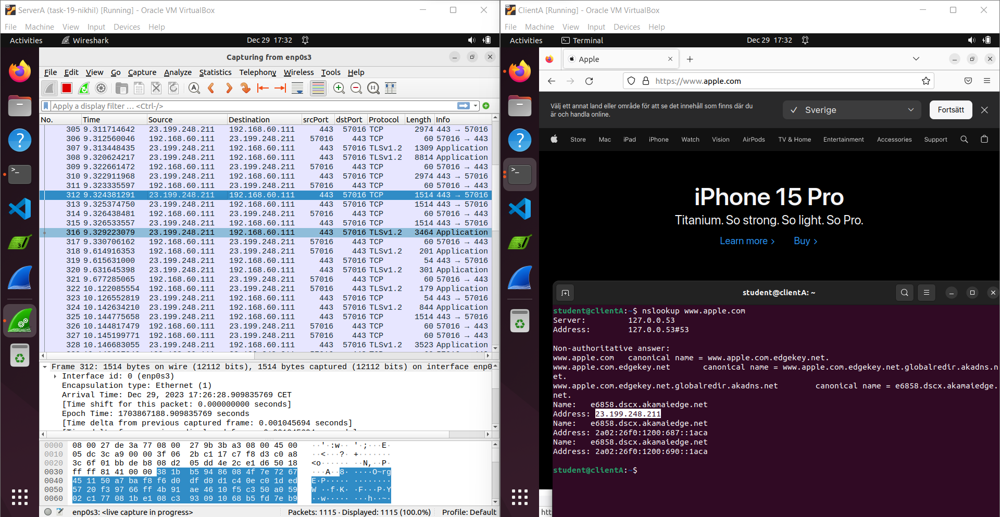 ServerA (task-19-nikhil) [Running] - Oracle VM VirtualBox
File Machine View Input Devices Help
Activities Wireshark Dec 29 17:32
Capturing from enp0s3
File Edit View Go Capture Analyze Statistics Telephony Wireless Tools Help
Apply a display filter ... <Ctrl-/>
No. Time Source Destination srcPort dstPort Protocol Length Info
305 9.311714642 23.199.248.211 192.168.60.111 443 57016 TCP 2974 443 → 57016
306 9.312560046 192.168.60.111 23.199.248.211 57016 443 TCP 60 57016 → 443
307 9.313448435 23.199.248.211 192.168.60.111 443 57016 TLSv1.2 1309 Application
308 9.320624217 23.199.248.211 192.168.60.111 443 57016 TLSv1.2 8814 Application
309 9.322661472 192.168.60.111 23.199.248.211 57016 443 TCP 60 57016 → 443
310 9.322911968 23.199.248.211 192.168.60.111 443 57016 TCP 2974 443 → 57016
311 9.323335597 192.168.60.111 23.199.248.211 57016 443 TCP 60 57016 → 443
312 9.324381291 23.199.248.211 192.168.60.111 443 57016 TCP 1514 443 → 57016
313 9.325374750 23.199.248.211 192.168.60.111 443 57016 TCP 1514 443 → 57016
314 9.326438481 192.168.60.111 23.199.248.211 57016 443 TCP 60 57016 → 443
315 9.326533557 23.199.248.211 192.168.60.111 443 57016 TCP 1514 443 → 57016
316 9.329223079 23.199.248.211 192.168.60.111 443 57016 TLSv1.2 3464 Application
317 9.330706162 192.168.60.111 23.199.248.211 57016 443 TCP 60 57016 → 443
318 9.614916353 192.168.60.111 23.199.248.211 57016 443 TLSv1.2 201 Application
319 9.615631000 23.199.248.211 192.168.60.111 443 57016 TCP 54 443 → 57016
320 9.631645398 23.199.248.211 192.168.60.111 443 57016 TLSv1.2 301 Application
321 9.677285065 192.168.60.111 23.199.248.211 57016 443 TCP 60 57016 → 443
322 10.122085554 192.168.60.111 23.199.248.211 57016 443 TLSv1.2 179 Application
323 10.126552819 23.199.248.211 192.168.60.111 443 57016 TCP 54 443 → 57016
324 10.142634210 23.199.248.211 192.168.60.111 443 57016 TLSv1.2 844 Application
325 10.144775658 23.199.248.211 192.168.60.111 443 57016 TCP 1514 443 → 57016
326 10.144817479 192.168.60.111 23.199.248.211 57016 443 TCP 60 57016 → 443
327 10.145199771 192.168.60.111 23.199.248.211 57016 443 TCP 60 57016 → 443
328 10.146683055 23.199.248.211 192.168.60.111 443 57016 TLSv1.2 3523 Application
Frame 312: 1514 bytes on wire (12112 bits), 1514 bytes captured (12112 bits) on interface enp0
Interface id: 0 (enp0s3)
Encapsulation type: Ethernet (1)
Arrival Time: Dec 29, 2023 17:26:28.909835769 CET
[Time shift for this packet: 0.000000000 seconds]
Epoch Time: 1703867188.909835769 seconds
[Time delta from previous captured frame: 0.001045694 seconds]
0000 08 00 27 de 3a 77 08 00 27 9b 3b a3 08 00 45 00 ··'·:w·· '·;···E·
0010 05 dc 3c a9 00 00 3f 06 2b c1 17 c7 f8 d3 c0 a8 ··<···?· +·······
0020 3c 6f 01 bb de b8 08 d2 05 dd 4e 2c e1 d6 50 18 <o······ ··N,··P·
0030 ff ff 81 41 00 00 38 1b b5 94 86 08 4f 7e 72 67 ···A··8· ····O~rg
0040 45 11 50 a7 ba f8 f6 d0 df d0 d1 c4 0e c0 1d ed E·P····· ········
0050 57 20 f3 97 66 ff 4b 91 ae 46 10 f5 c3 50 a0 59 W ··f·K· ·F···P·Y
0060 02 c1 77 08 1b e1 08 c3 93 09 10 68 b5 fd 7e b9 ··w····· ···h··~·
enp0s3: <live capture in progress> Packets: 1115 · Displayed: 1115 (100.0%) Profile: Default
ClientA [Running] - Oracle VM VirtualBox
File Machine View Input Devices Help
Activities Terminal Dec 29 17:32
Apple
https://www.apple.com
Välj ett annat land eller område för att se det innehåll som finns där du
är och handla online.
Sverige
Fortsätt
Store Mac iPad iPhone Watch Vision AirPods TV & Home Entertainment Accessories Support
iPhone 15 Pro
Titanium. So strong. So light. So Pro.
Learn more > Buy >
student@clientA: ~
student@clientA:~$ nslookup www.apple.com
Server: 127.0.0.53
Address: 127.0.0.53#53
Non-authoritative answer:
www.apple.com canonical name = www.apple.com.edgekey.net.
www.apple.com.edgekey.net canonical name = www.apple.com.edgekey.net.globalredir.akadns.n
et.
www.apple.com.edgekey.net.globalredir.akadns.net canonical name = e6858.dscx.akamaiedge.
net.
Name: e6858.dscx.akamaiedge.net
Address: 23.199.248.211
Name: e6858.dscx.akamaiedge.net
Address: 2a02:26f0:1200:687::1aca
Name: e6858.dscx.akamaiedge.net
Address: 2a02:26f0:1200:690::1aca
student@clientA:~$
htt